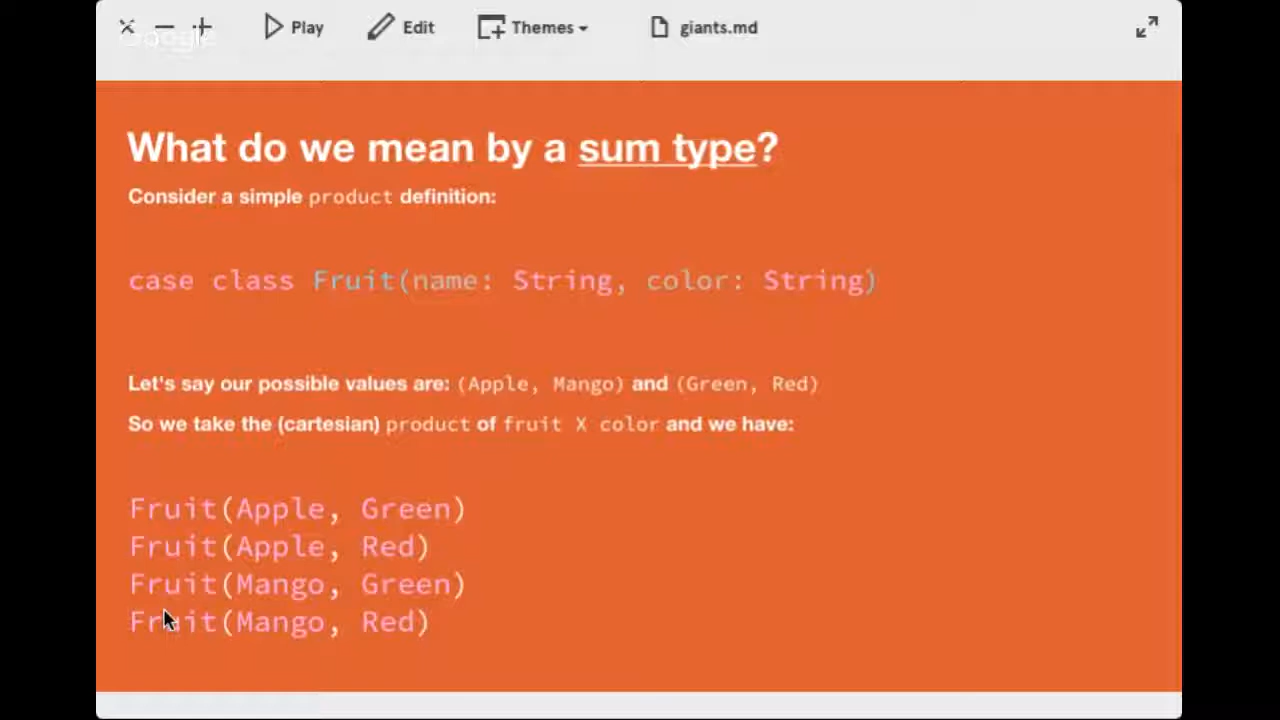 Play Edit Themes giants.md
Google
What do we mean by a sum type?
Consider a simple product definition:
case class Fruit(name: String, color: String)
Let's say our possible values are: (Apple, Mango) and (Green, Red)
So we take the (cartesian) product of fruit X color and we have:
Fruit(Apple, Green)
Fruit(Apple, Red)
Fruit(Mango, Green)
Fruit(Mango, Red)